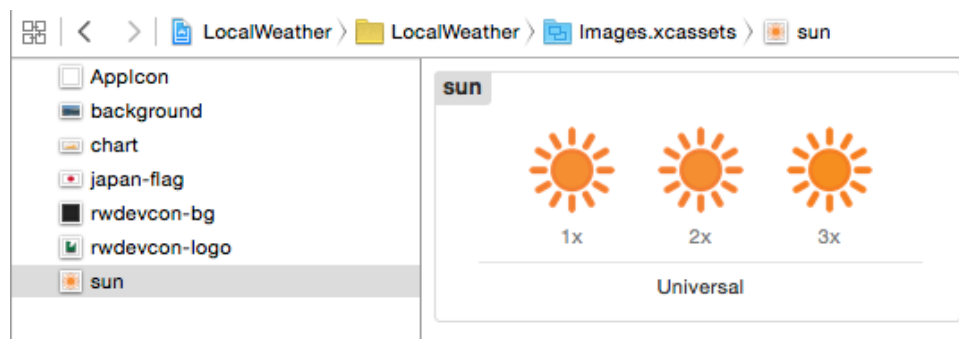 LocalWeather LocalWeather Images.xcassets sun
AppIcon
background
chart
japan-flag
rwdevcon-bg
rwdevcon-logo
sun
sun
1x 2x 3x
Universal